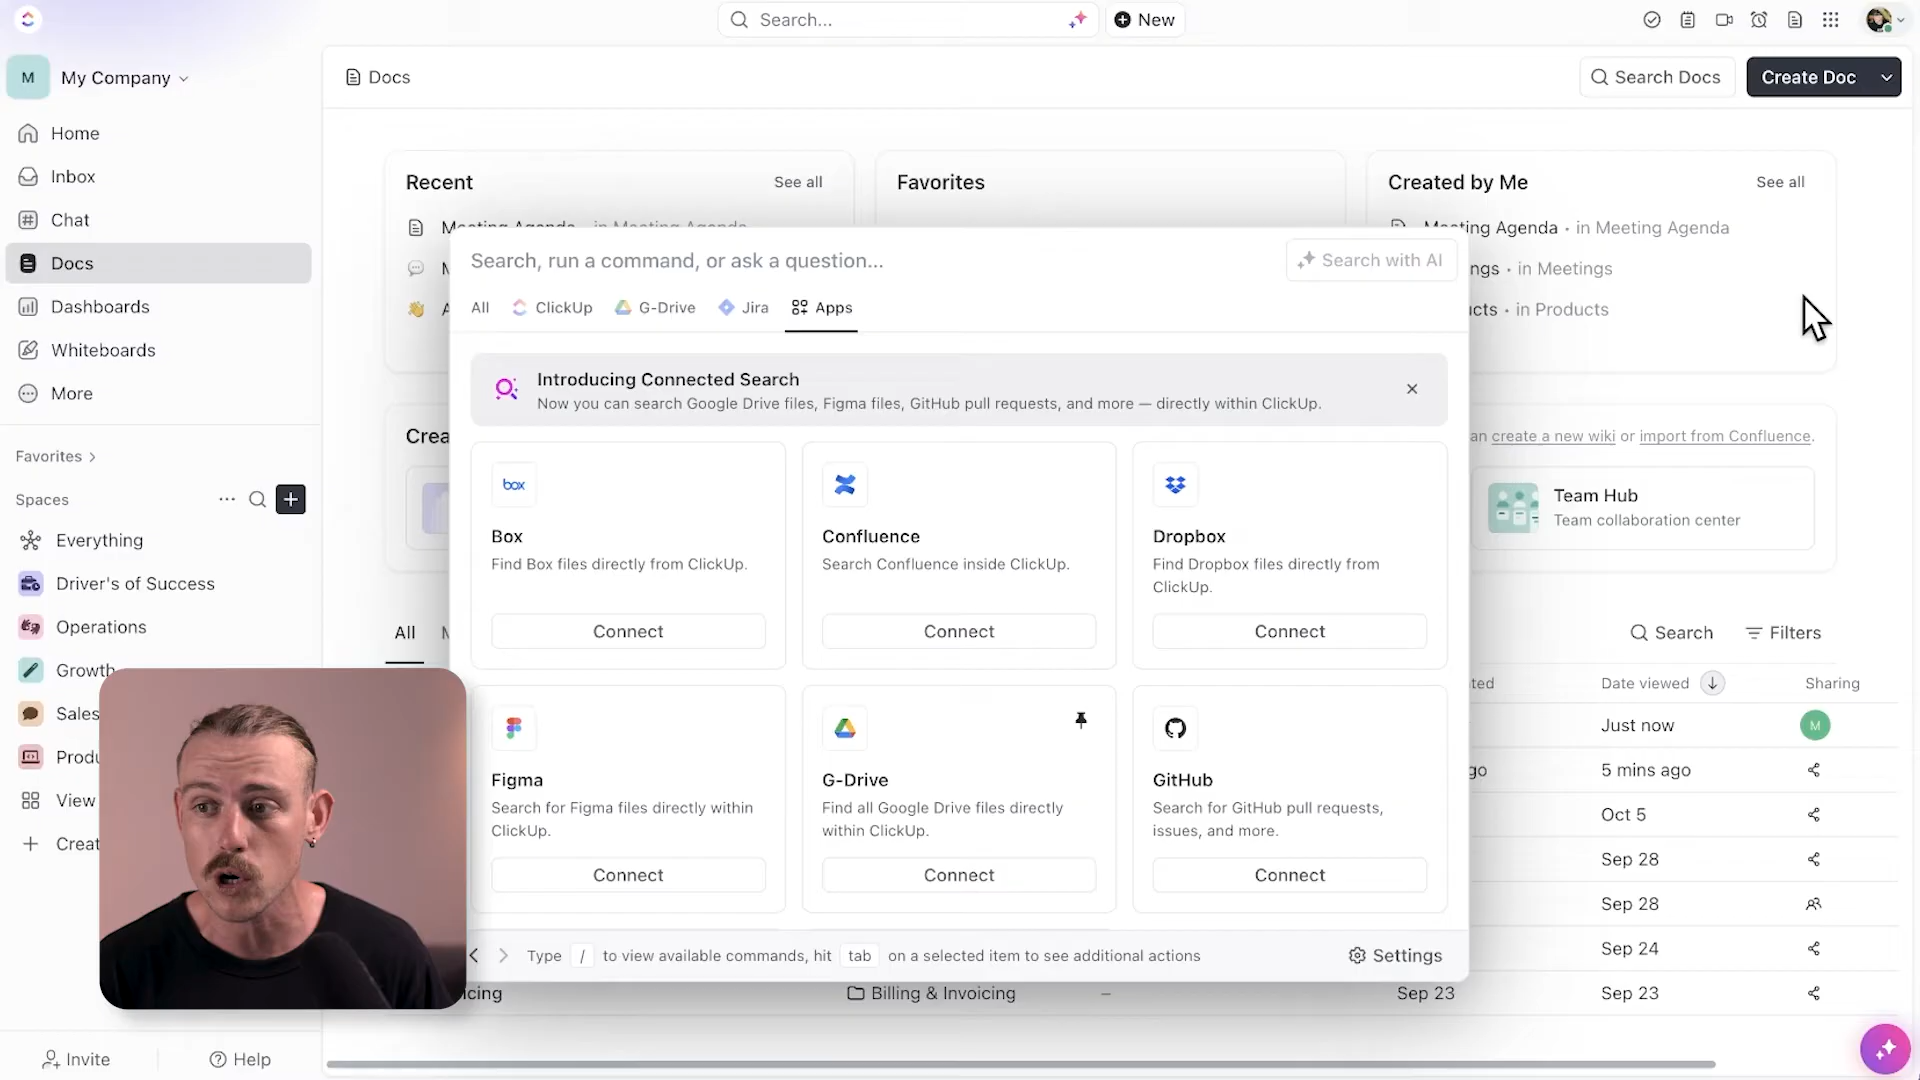 Search...
New
M
My Company
Docs
Search Docs
Create Doc
Home
Inbox
Chat
Docs
Dashboards
Whiteboards
More
Favorites
Spaces
Everything
Driver's of Success
Operations
Growth
Sales
Produ
View
Creat
Invite
Help
Recent
See all
Favorites
Created by Me
See all
Meeting Agenda · in Meeting Agenda
ting Agenda · in Meeting Agenda
ngs · in Meetings
cts · in Products
Crea
an create a new wiki or import from Confluence.
Team Hub
Team collaboration center
All
Search
Filters
ted
Date viewed
Sharing
Just now
M
go
5 mins ago
Oct 5
Sep 28
Sep 28
Sep 24
icing
Billing & Invoicing
–
Sep 23
Sep 23
Search, run a command, or ask a question...
Search with AI
All
ClickUp
G-Drive
Jira
Apps
Introducing Connected Search
Now you can search Google Drive files, Figma files, GitHub pull requests, and more — directly within ClickUp.
box
Box
Find Box files directly from ClickUp.
Connect
Confluence
Search Confluence inside ClickUp.
Connect
Dropbox
Find Dropbox files directly from
ClickUp.
Connect
Figma
Search for Figma files directly within
ClickUp.
Connect
G-Drive
Find all Google Drive files directly
within ClickUp.
Connect
GitHub
Search for GitHub pull requests,
issues, and more.
Connect
Type / to view available commands, hit tab on a selected item to see additional actions
Settings